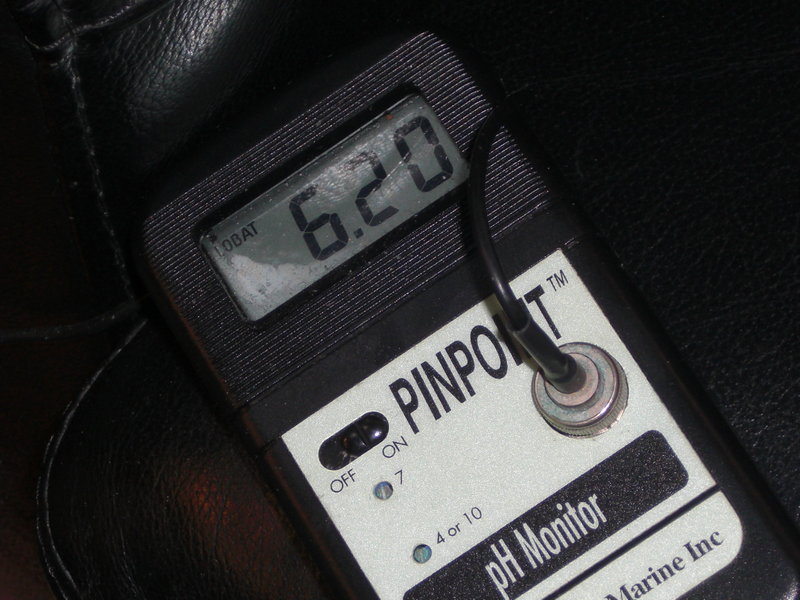 LOBAT
6.20
PINPOINT™
OFF ON
7
4 or 10
pH Monitor
Marine Inc